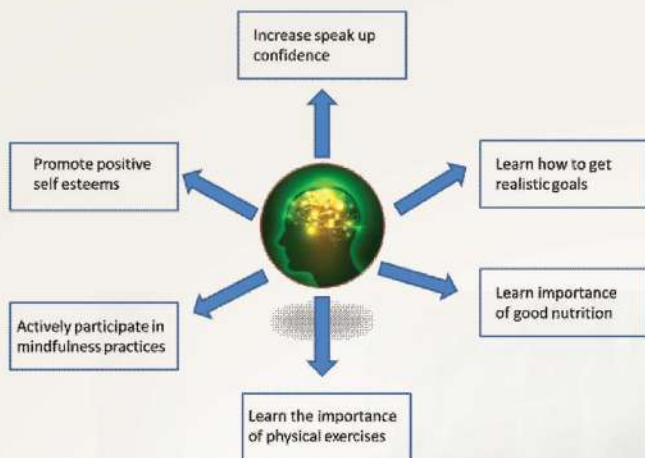 Increase speak up
confidence
Promote positive
self esteems
Learn how to get
realistic goals
Actively participate in
mindfulness practices
Learn importance
of good nutrition
Learn the importance
of physical exercises